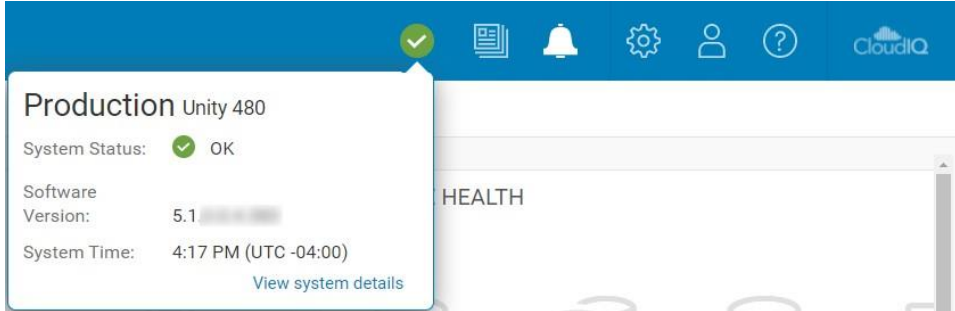 CloudIQ
Production Unity 480
System Status: OK
Software
Version: 5.1.
System Time: 4:17 PM (UTC -04:00)
View system details
HEALTH